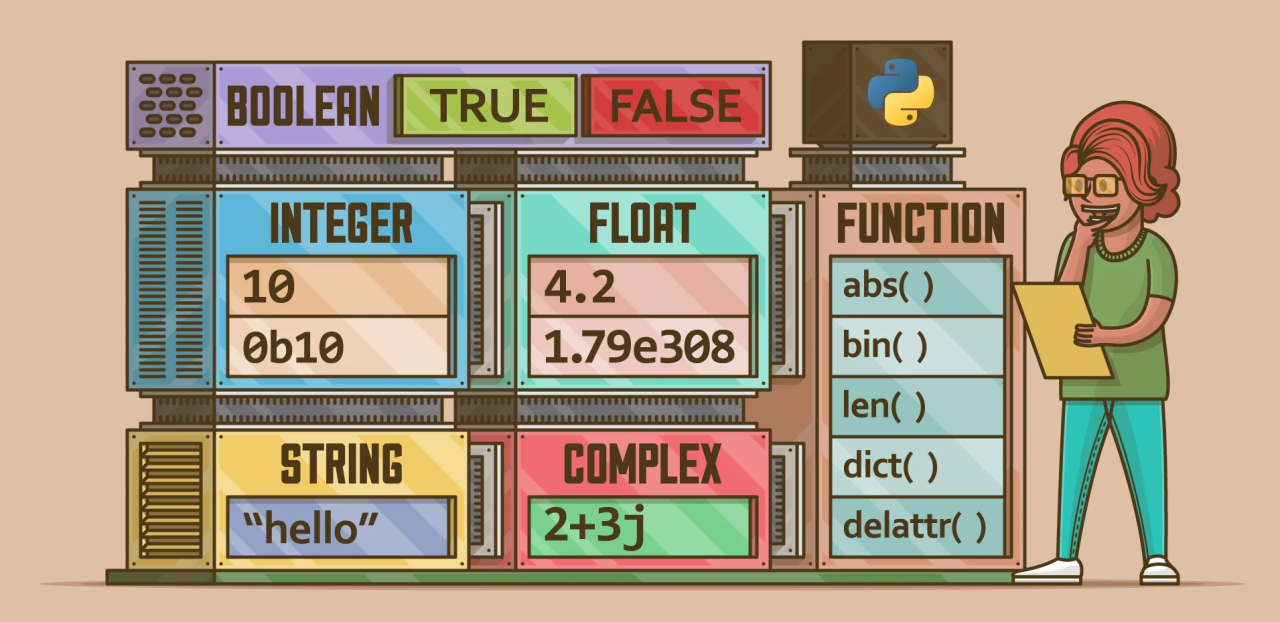 BOOLEAN TRUE FALSE
INTEGER
10
0b10
FLOAT
4.2
1.79e308
FUNCTION
abs( )
bin( )
len( )
dict( )
delattr( )
STRING
“hello”
COMPLEX
2+3j